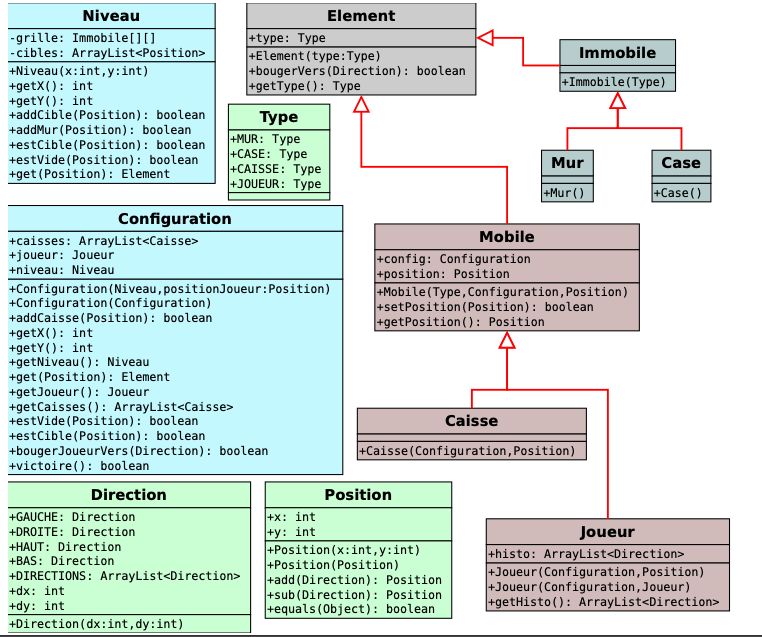 Niveau
-grille: Immobile[][]
-cibles: ArrayList<Position>
+Niveau(x:int,y:int)
+getX(): int
+getY(): int
+addCible(Position): boolean
+addMur(Position): boolean
+estCible(Position): boolean
+estVide(Position): boolean
+get(Position): Element
Element
+type: Type
+Element(type:Type)
+bougerVers(Direction): boolean
+getType(): Type
Immobile
+Immobile(Type)
Type
+MUR: Type
+CASE: Type
+CAISSE: Type
+JOUEUR: Type
Mur
+Mur()
Case
+Case()
Configuration
+caisses: ArrayList<Caisse>
+joueur: Joueur
+niveau: Niveau
+Configuration(Niveau,positionJoueur:Position)
+Configuration(Configuration)
+addCaisse(Position): boolean
+getX(): int
+getY(): int
+getNiveau(): Niveau
+get(Position): Element
+getJoueur(): Joueur
+getCaisses(): ArrayList<Caisse>
+estVide(Position): boolean
+estCible(Position): boolean
+bougerJoueurVers(Direction): boolean
+victoire(): boolean
Mobile
+config: Configuration
+position: Position
+Mobile(Type,Configuration,Position)
+setPosition(Position): boolean
+getPosition(): Position
Caisse
+Caisse(Configuration,Position)
Direction
+GAUCHE: Direction
+DROITE: Direction
+HAUT: Direction
+BAS: Direction
+DIRECTIONS: ArrayList<Direction>
+dx: int
+dy: int
+Direction(dx:int,dy:int)
Position
+x: int
+y: int
+Position(x:int,y:int)
+Position(Position)
+add(Direction): Position
+sub(Direction): Position
+equals(Object): boolean
Joueur
+histo: ArrayList<Direction>
+Joueur(Configuration,Position)
+Joueur(Configuration,Joueur)
+getHisto(): ArrayList<Direction>